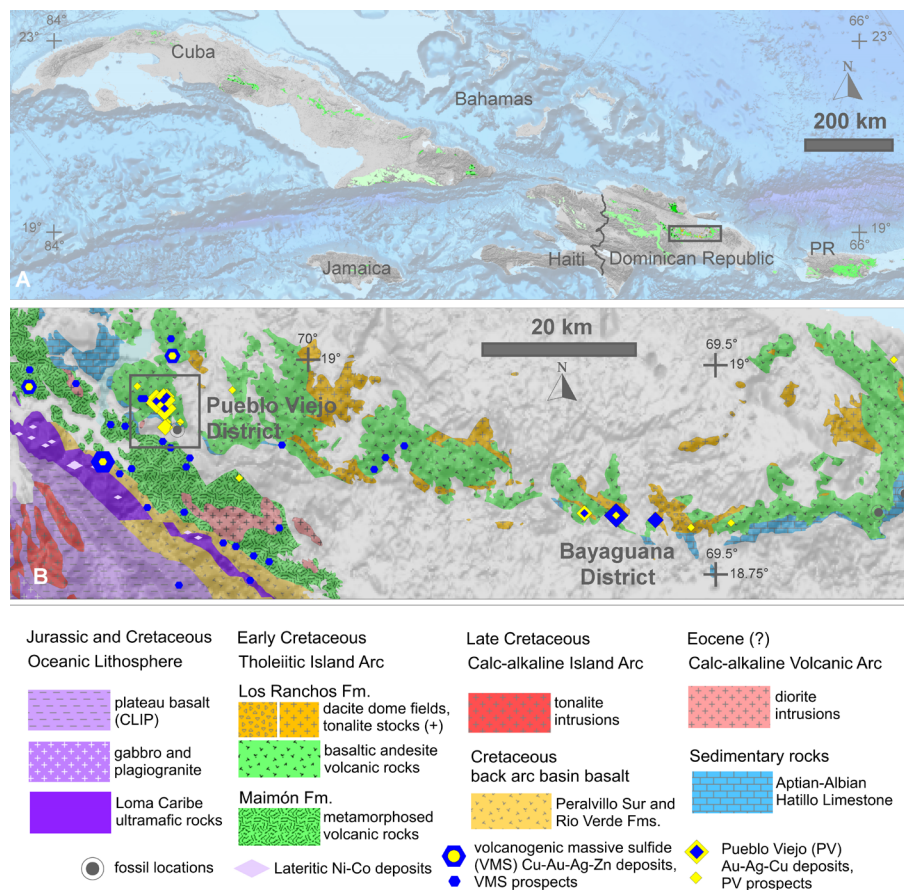 84°
23°
Cuba
66°
23°
N
Bahamas
200 km
19°
84°
Jamaica
Haiti
Dominican Republic
PR
19°
66°
A
20 km
70°
19°
69.5°
19°
N
Pueblo Viejo
District
Bayaguana
District
69.5°
18.75°
B
Jurassic and Cretaceous
Oceanic Lithosphere
plateau basalt
(CLIP)
gabbro and
plagiogranite
Loma Caribe
ultramafic rocks
Early Cretaceous
Tholeiitic Island Arc
Los Ranchos Fm.
dacite dome fields,
tonalite stocks (+)
basaltic andesite
volcanic rocks
Maimón Fm.
metamorphosed
volcanic rocks
Late Cretaceous
Calc-alkaline Island Arc
tonalite
intrusions
Cretaceous
back arc basin basalt
Peralvillo Sur and
Rio Verde Fms.
Eocene (?)
Calc-alkaline Volcanic Arc
diorite
intrusions
Sedimentary rocks
Aptian-Albian
Hatillo Limestone
fossil locations
Lateritic Ni-Co deposits
volcanogenic massive sulfide
(VMS) Cu-Au-Ag-Zn deposits,
VMS prospects
Pueblo Viejo (PV)
Au-Ag-Cu deposits,
PV prospects